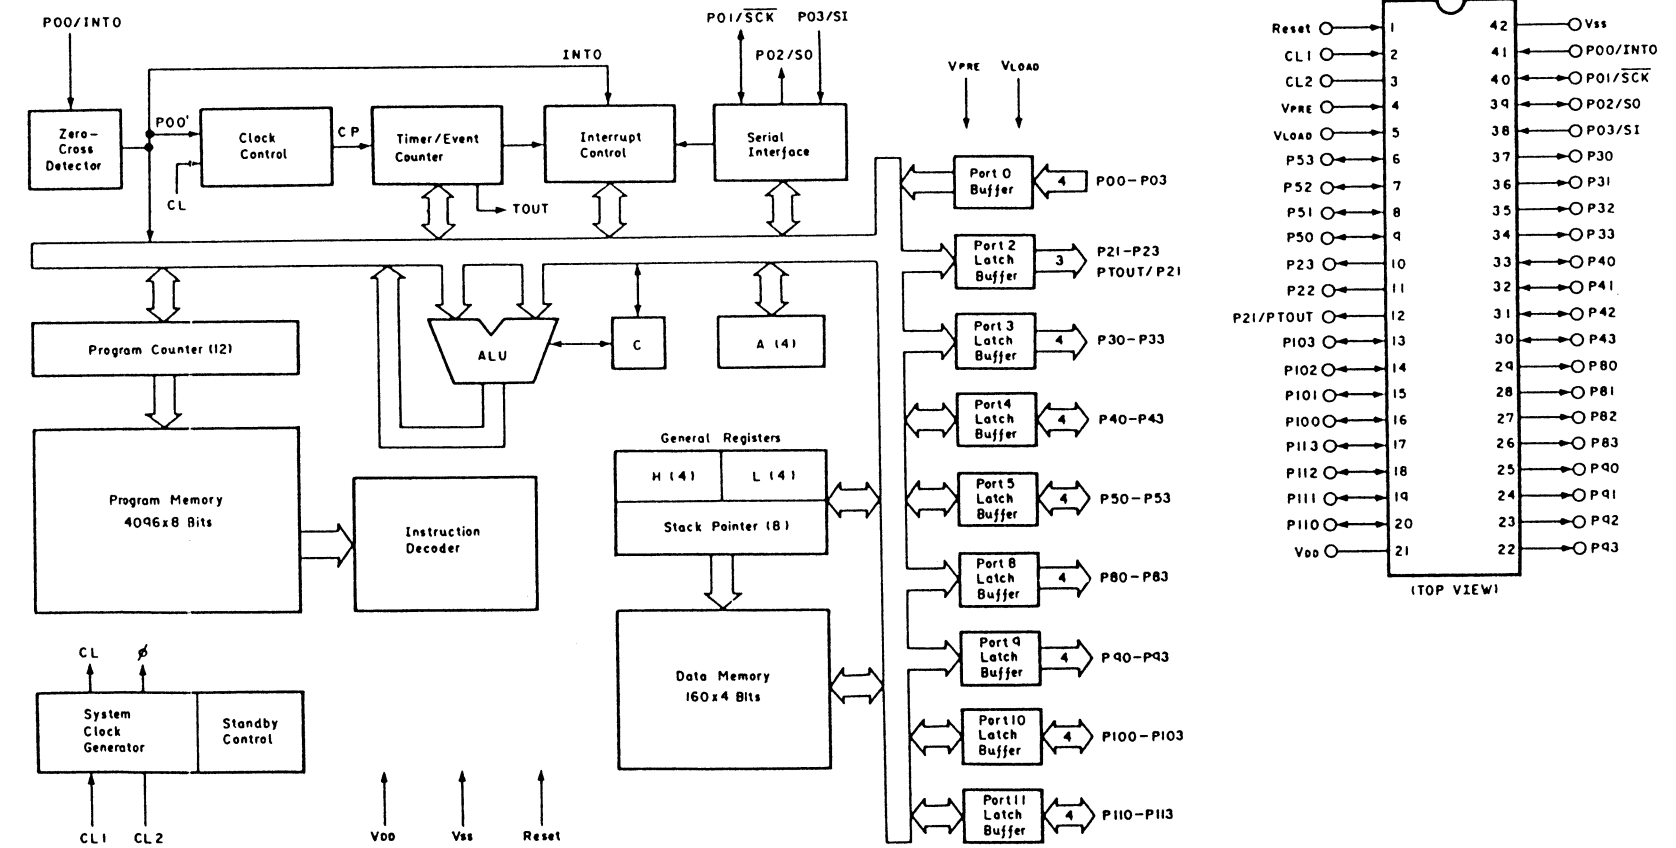 P00/INT0
P01/SCK
P03/SI
INT0
P02/S0
VPRE
VLOAD
Zero-
Cross
Detector
P00'
Clock
Control
CP
Timer/Event
Counter
Interrupt
Control
Serial
Interface
CL
TOUT
Port 0
Buffer
4
P00-P03
Port 2
Latch
Buffer
3
P21-P23
PTOUT/P21
Program Counter (12)
ALU
C
A (4)
Port 3
Latch
Buffer
4
P30-P33
Port4
Latch
Buffer
4
P40-P43
General Registers
H (4)
L (4)
Stack Pointer (8)
Program Memory
4096x8 Bits
Instruction
Decoder
Port 5
Latch
Buffer
4
P50-P53
Port 8
Latch
Buffer
4
P80-P83
Data Memory
160x4 Bits
Port 9
Latch
Buffer
4
P90-P93
CL
ϕ
System
Clock
Generator
Standby
Control
Port10
Latch
Buffer
4
P100-P103
Port11
Latch
Buffer
4
P110-P113
CL1
CL2
VDD
Vss
Reset
Reset 1 42 Vss
CL1 2 41 P00/INT0
CL2 3 40 P01/SCK
VPRE 4 39 P02/S0
VLOAD 5 38 P03/SI
P53 6 37 P30
P52 7 36 P31
P51 8 35 P32
P50 9 34 P33
P23 10 33 P40
P22 11 32 P41
P21/PTOUT 12 31 P42
P103 13 30 P43
P102 14 29 P80
P101 15 28 P81
P100 16 27 P82
P113 17 26 P83
P112 18 25 P90
P111 19 24 P91
P110 20 23 P92
VDD 21 22 P93
(TOP VIEW)